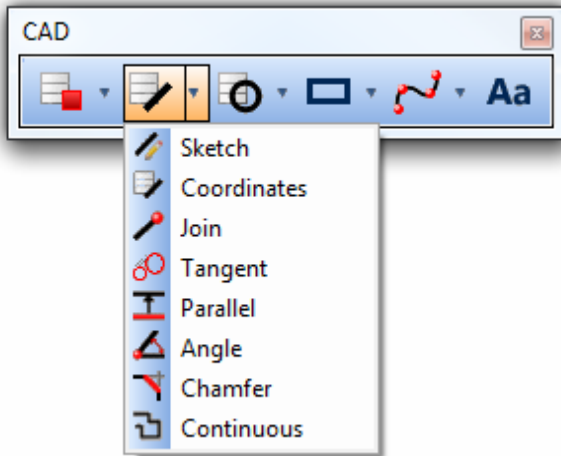 CAD
Aa
Sketch
Coordinates
Join
Tangent
Parallel
Angle
Chamfer
Continuous